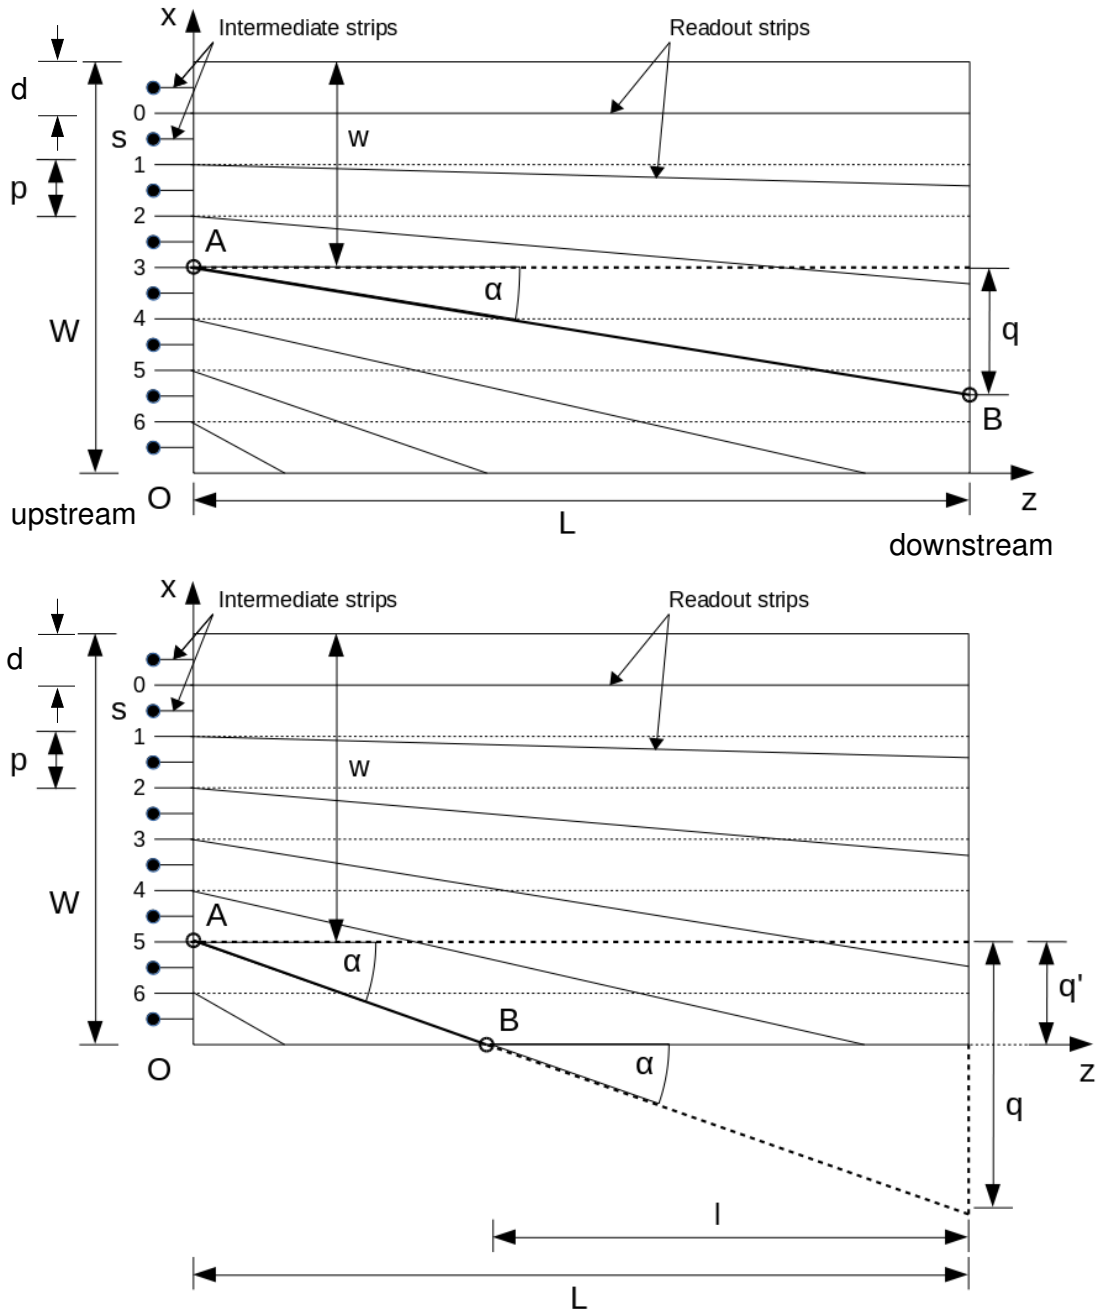 x
Intermediate strips
Readout strips
d
0
s
w
1
p
2
A
3
α
4
W
q
5
B
6
O
z
upstream
L
downstream
x
Intermediate strips
Readout strips
d
0
s
1
p
w
2
3
4
W
A
5
α
q'
6
B
O
α
z
q
l
L